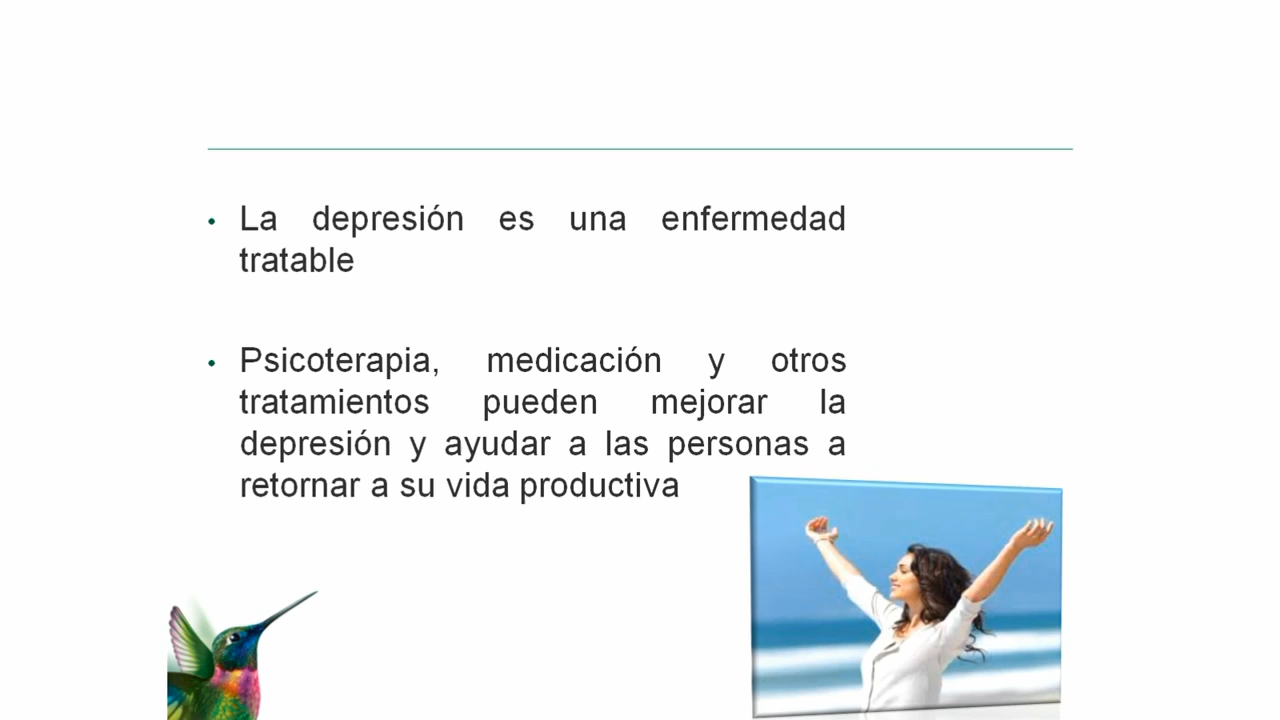 • La depresión es una enfermedad
tratable
• Psicoterapia, medicación y otros
tratamientos pueden mejorar la
depresión y ayudar a las personas a
retornar a su vida productiva